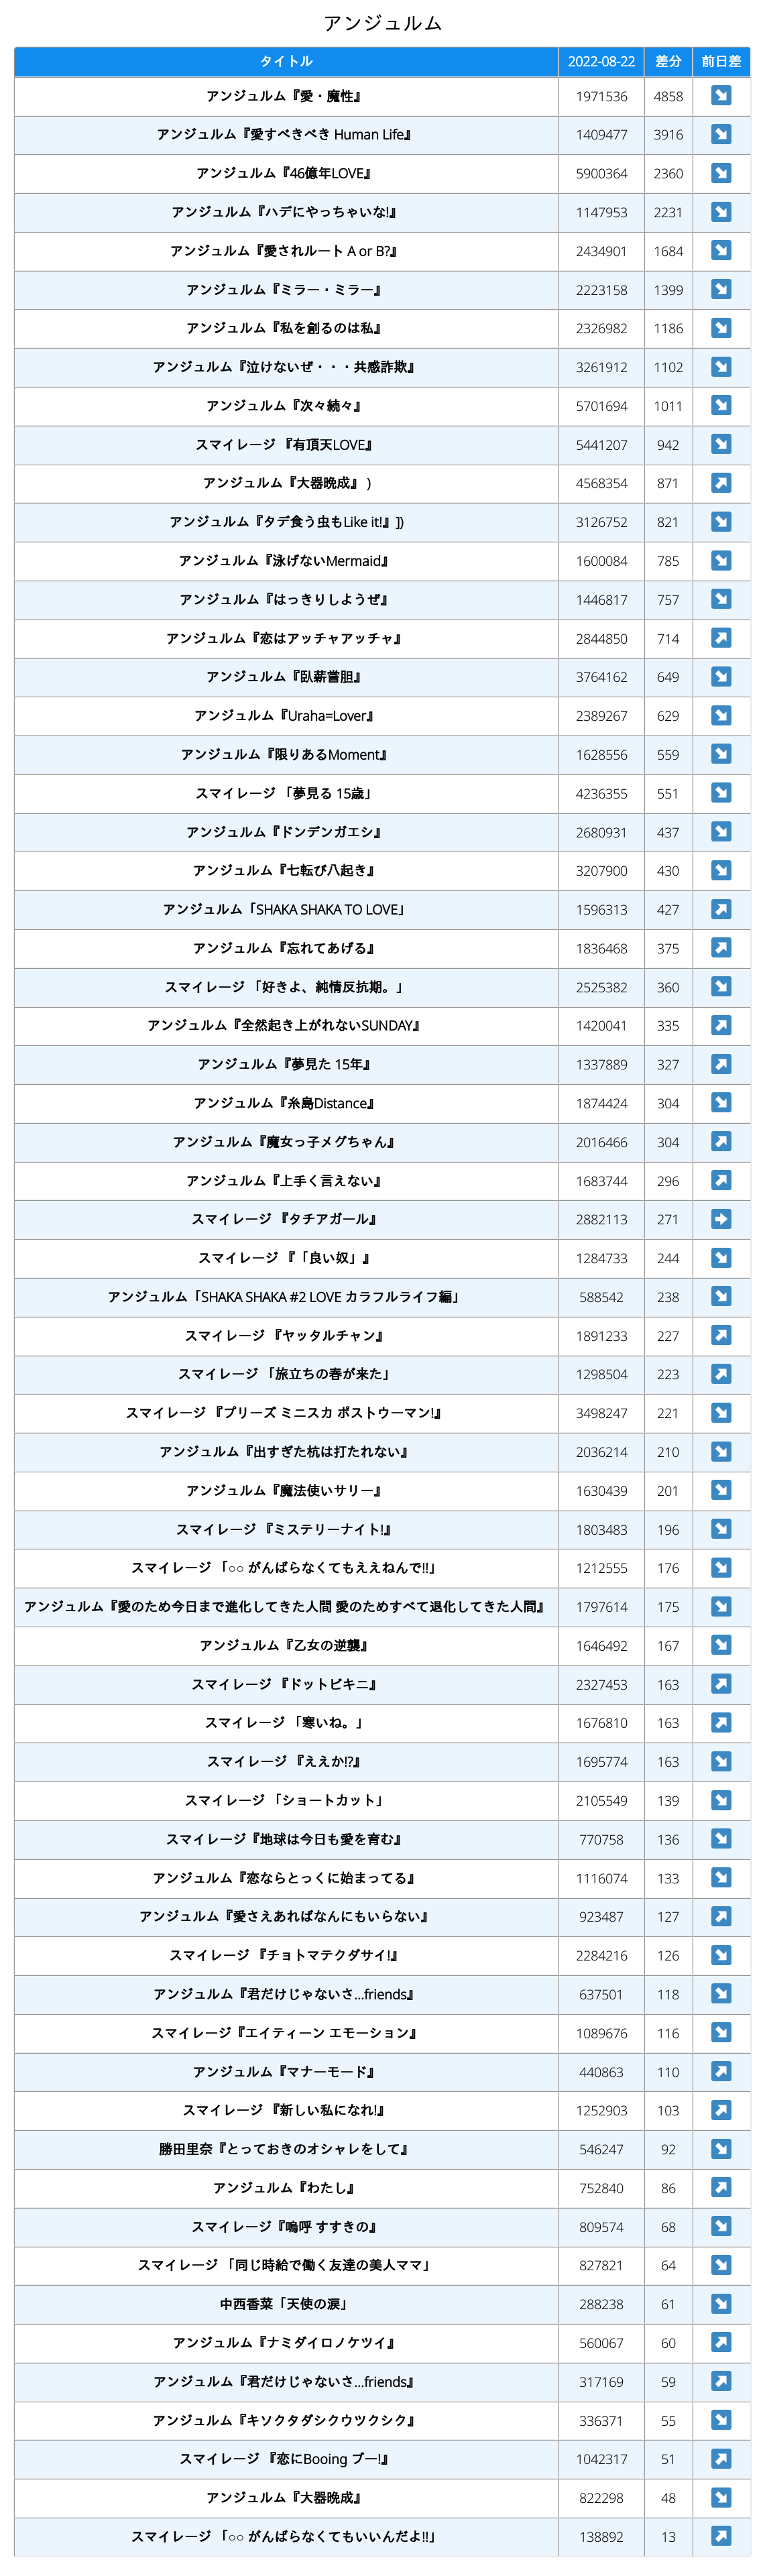 アンジュルム
タイトル 2022-08-22 差分 前日差
アンジュルム『愛・魔性』 1971536 4858 ↘
アンジュルム『愛すべきべき Human Life』 1409477 3916 ↘
アンジュルム『46億年LOVE』 5900364 2360 ↘
アンジュルム『ハデにやっちゃいな!』 1147953 2231 ↘
アンジュルム『愛されルート A or B?』 2434901 1684 ↘
アンジュルム『ミラー・ミラー』 2223158 1399 ↘
アンジュルム『私を創るのは私』 2326982 1186 ↘
アンジュルム『泣けないぜ・・・共感詐欺』 3261912 1102 ↘
アンジュルム『次々続々』 5701694 1011 ↘
スマイレージ 『有頂天LOVE』 5441207 942 ↘
アンジュルム『大器晩成』 ) 4568354 871 ↗
アンジュルム『タデ食う虫もLike it!』]) 3126752 821 ↘
アンジュルム『泳げないMermaid』 1600084 785 ↘
アンジュルム『はっきりしようぜ』 1446817 757 ↘
アンジュルム『恋はアッチャアッチャ』 2844850 714 ↗
アンジュルム『臥薪嘗胆』 3764162 649 ↘
アンジュルム『Uraha=Lover』 2389267 629 ↘
アンジュルム『限りあるMoment』 1628556 559 ↘
スマイレージ 「夢見る 15歳」 4236355 551 ↘
アンジュルム『ドンデンガエシ』 2680931 437 ↘
アンジュルム『七転び八起き』 3207900 430 ↘
アンジュルム「SHAKA SHAKA TO LOVE」 1596313 427 ↗
アンジュルム『忘れてあげる』 1836468 375 ↗
スマイレージ 「好きよ、純情反抗期。」 2525382 360 ↘
アンジュルム『全然起き上がれないSUNDAY』 1420041 335 ↗
アンジュルム『夢見た 15年』 1337889 327 ↗
アンジュルム『糸島Distance』 1874424 304 ↘
アンジュルム『魔女っ子メグちゃん』 2016466 304 ↗
アンジュルム『上手く言えない』 1683744 296 ↗
スマイレージ 『タチアガール』 2882113 271 ➡
スマイレージ 『「良い奴」』 1284733 244 ↘
アンジュルム「SHAKA SHAKA #2 LOVE カラフルライフ編」 588542 238 ↘
スマイレージ 『ヤッタルチャン』 1891233 227 ↗
スマイレージ 「旅立ちの春が来た」 1298504 223 ↗
スマイレージ 『プリーズ ミニスカ ポストウーマン!』 3498247 221 ↘
アンジュルム『出すぎた杭は打たれない』 2036214 210 ↘
アンジュルム『魔法使いサリー』 1630439 201 ↘
スマイレージ 『ミステリーナイト!』 1803483 196 ↘
スマイレージ 「○○ がんばらなくてもええねんで!!」 1212555 176 ↘
アンジュルム『愛のため今日まで進化してきた人間 愛のためすべて退化してきた人間』 1797614 175 ↘
アンジュルム『乙女の逆襲』 1646492 167 ↘
スマイレージ 『ドットビキニ』 2327453 163 ↗
スマイレージ 「寒いね。」 1676810 163 ↗
スマイレージ 『ええか!?』 1695774 163 ↘
スマイレージ 「ショートカット」 2105549 139 ↘
スマイレージ『地球は今日も愛を育む』 770758 136 ↘
アンジュルム『恋ならとっくに始まってる』 1116074 133 ↘
アンジュルム『愛さえあればなんにもいらない』 923487 127 ↗
スマイレージ 『チョトマテクダサイ!』 2284216 126 ↘
アンジュルム『君だけじゃないさ...friends』 637501 118 ↘
スマイレージ『エイティーン エモーション』 1089676 116 ↘
アンジュルム『マナーモード』 440863 110 ↗
スマイレージ 『新しい私になれ!』 1252903 103 ↗
勝田里奈『とっておきのオシャレをして』 546247 92 ↘
アンジュルム『わたし』 752840 86 ↗
スマイレージ『嗚呼 すすきの』 809574 68 ↘
スマイレージ 「同じ時給で働く友達の美人ママ」 827821 64 ↘
中西香菜「天使の涙」 288238 61 ↘
アンジュルム『ナミダイロノケツイ』 560067 60 ↗
アンジュルム『君だけじゃないさ...friends』 317169 59 ↗
アンジュルム『キソクタダシクウツクシク』 336371 55 ↘
スマイレージ 『恋にBooing ブー!』 1042317 51 ↗
アンジュルム『大器晩成』 822298 48 ↘
スマイレージ 「○○ がんばらなくてもいいんだよ!!」 138892 13 ↗